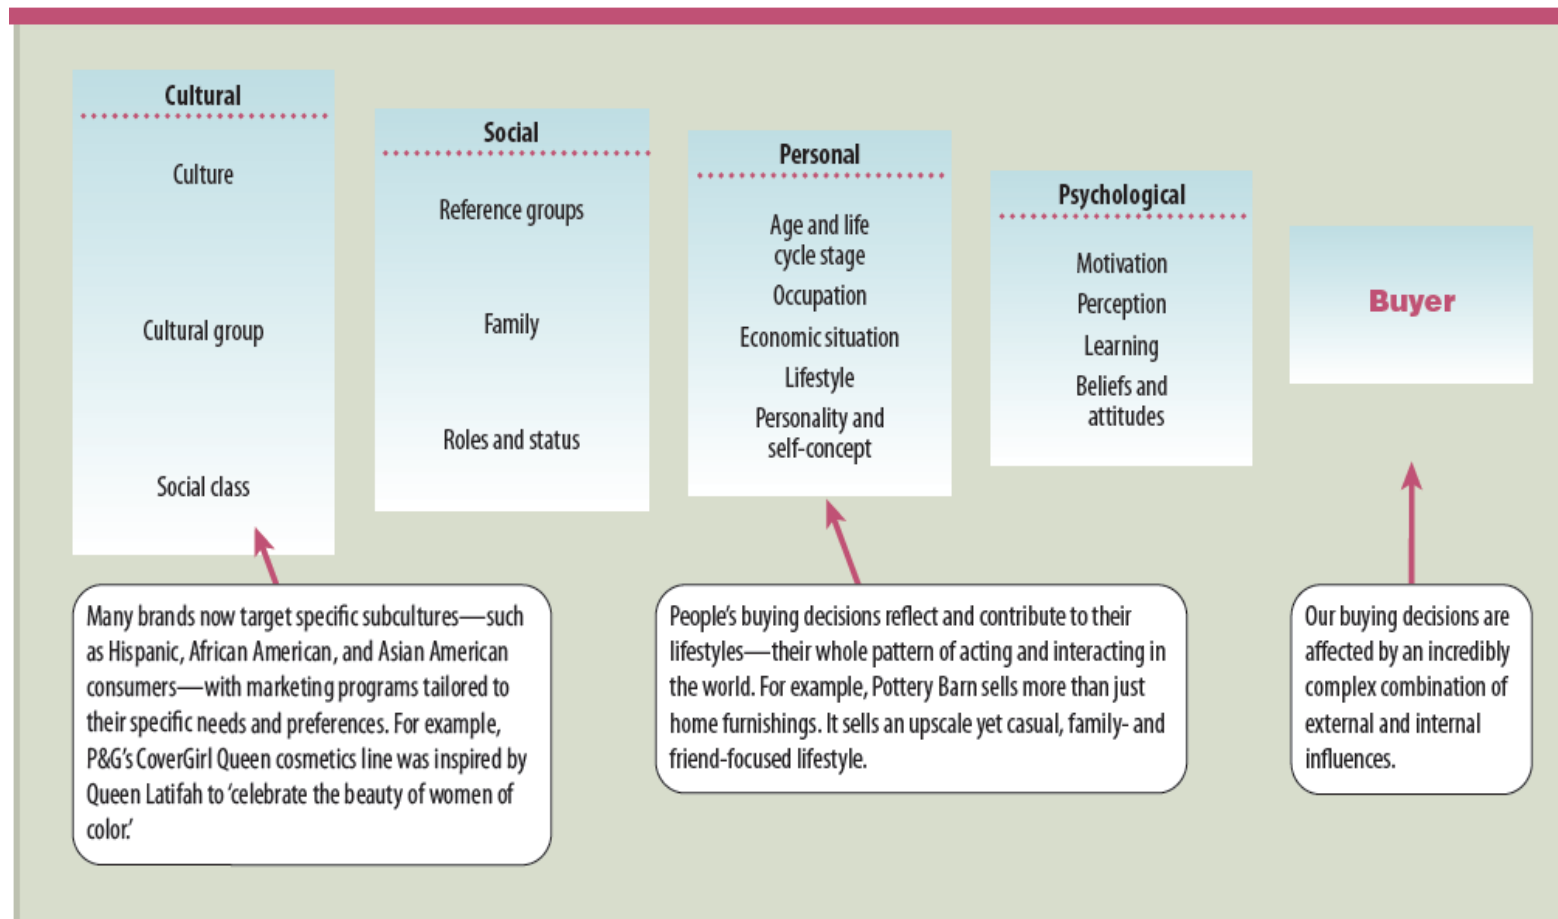 Cultural
Culture
Cultural group
Social class
Social
Reference groups
Family
Roles and status
Personal
Age and life
cycle stage
Occupation
Economic situation
Lifestyle
Personality and
self-concept
Psychological
Motivation
Perception
Learning
Beliefs and
attitudes
Buyer
Many brands now target specific subcultures—such
as Hispanic, African American, and Asian American
consumers—with marketing programs tailored to
their specific needs and preferences. For example,
P&G’s CoverGirl Queen cosmetics line was inspired by
Queen Latifah to ‘celebrate the beauty of women of
color.’
People’s buying decisions reflect and contribute to their
lifestyles—their whole pattern of acting and interacting in
the world. For example, Pottery Barn sells more than just
home furnishings. It sells an upscale yet casual, family- and
friend-focused lifestyle.
Our buying decisions are
affected by an incredibly
complex combination of
external and internal
influences.